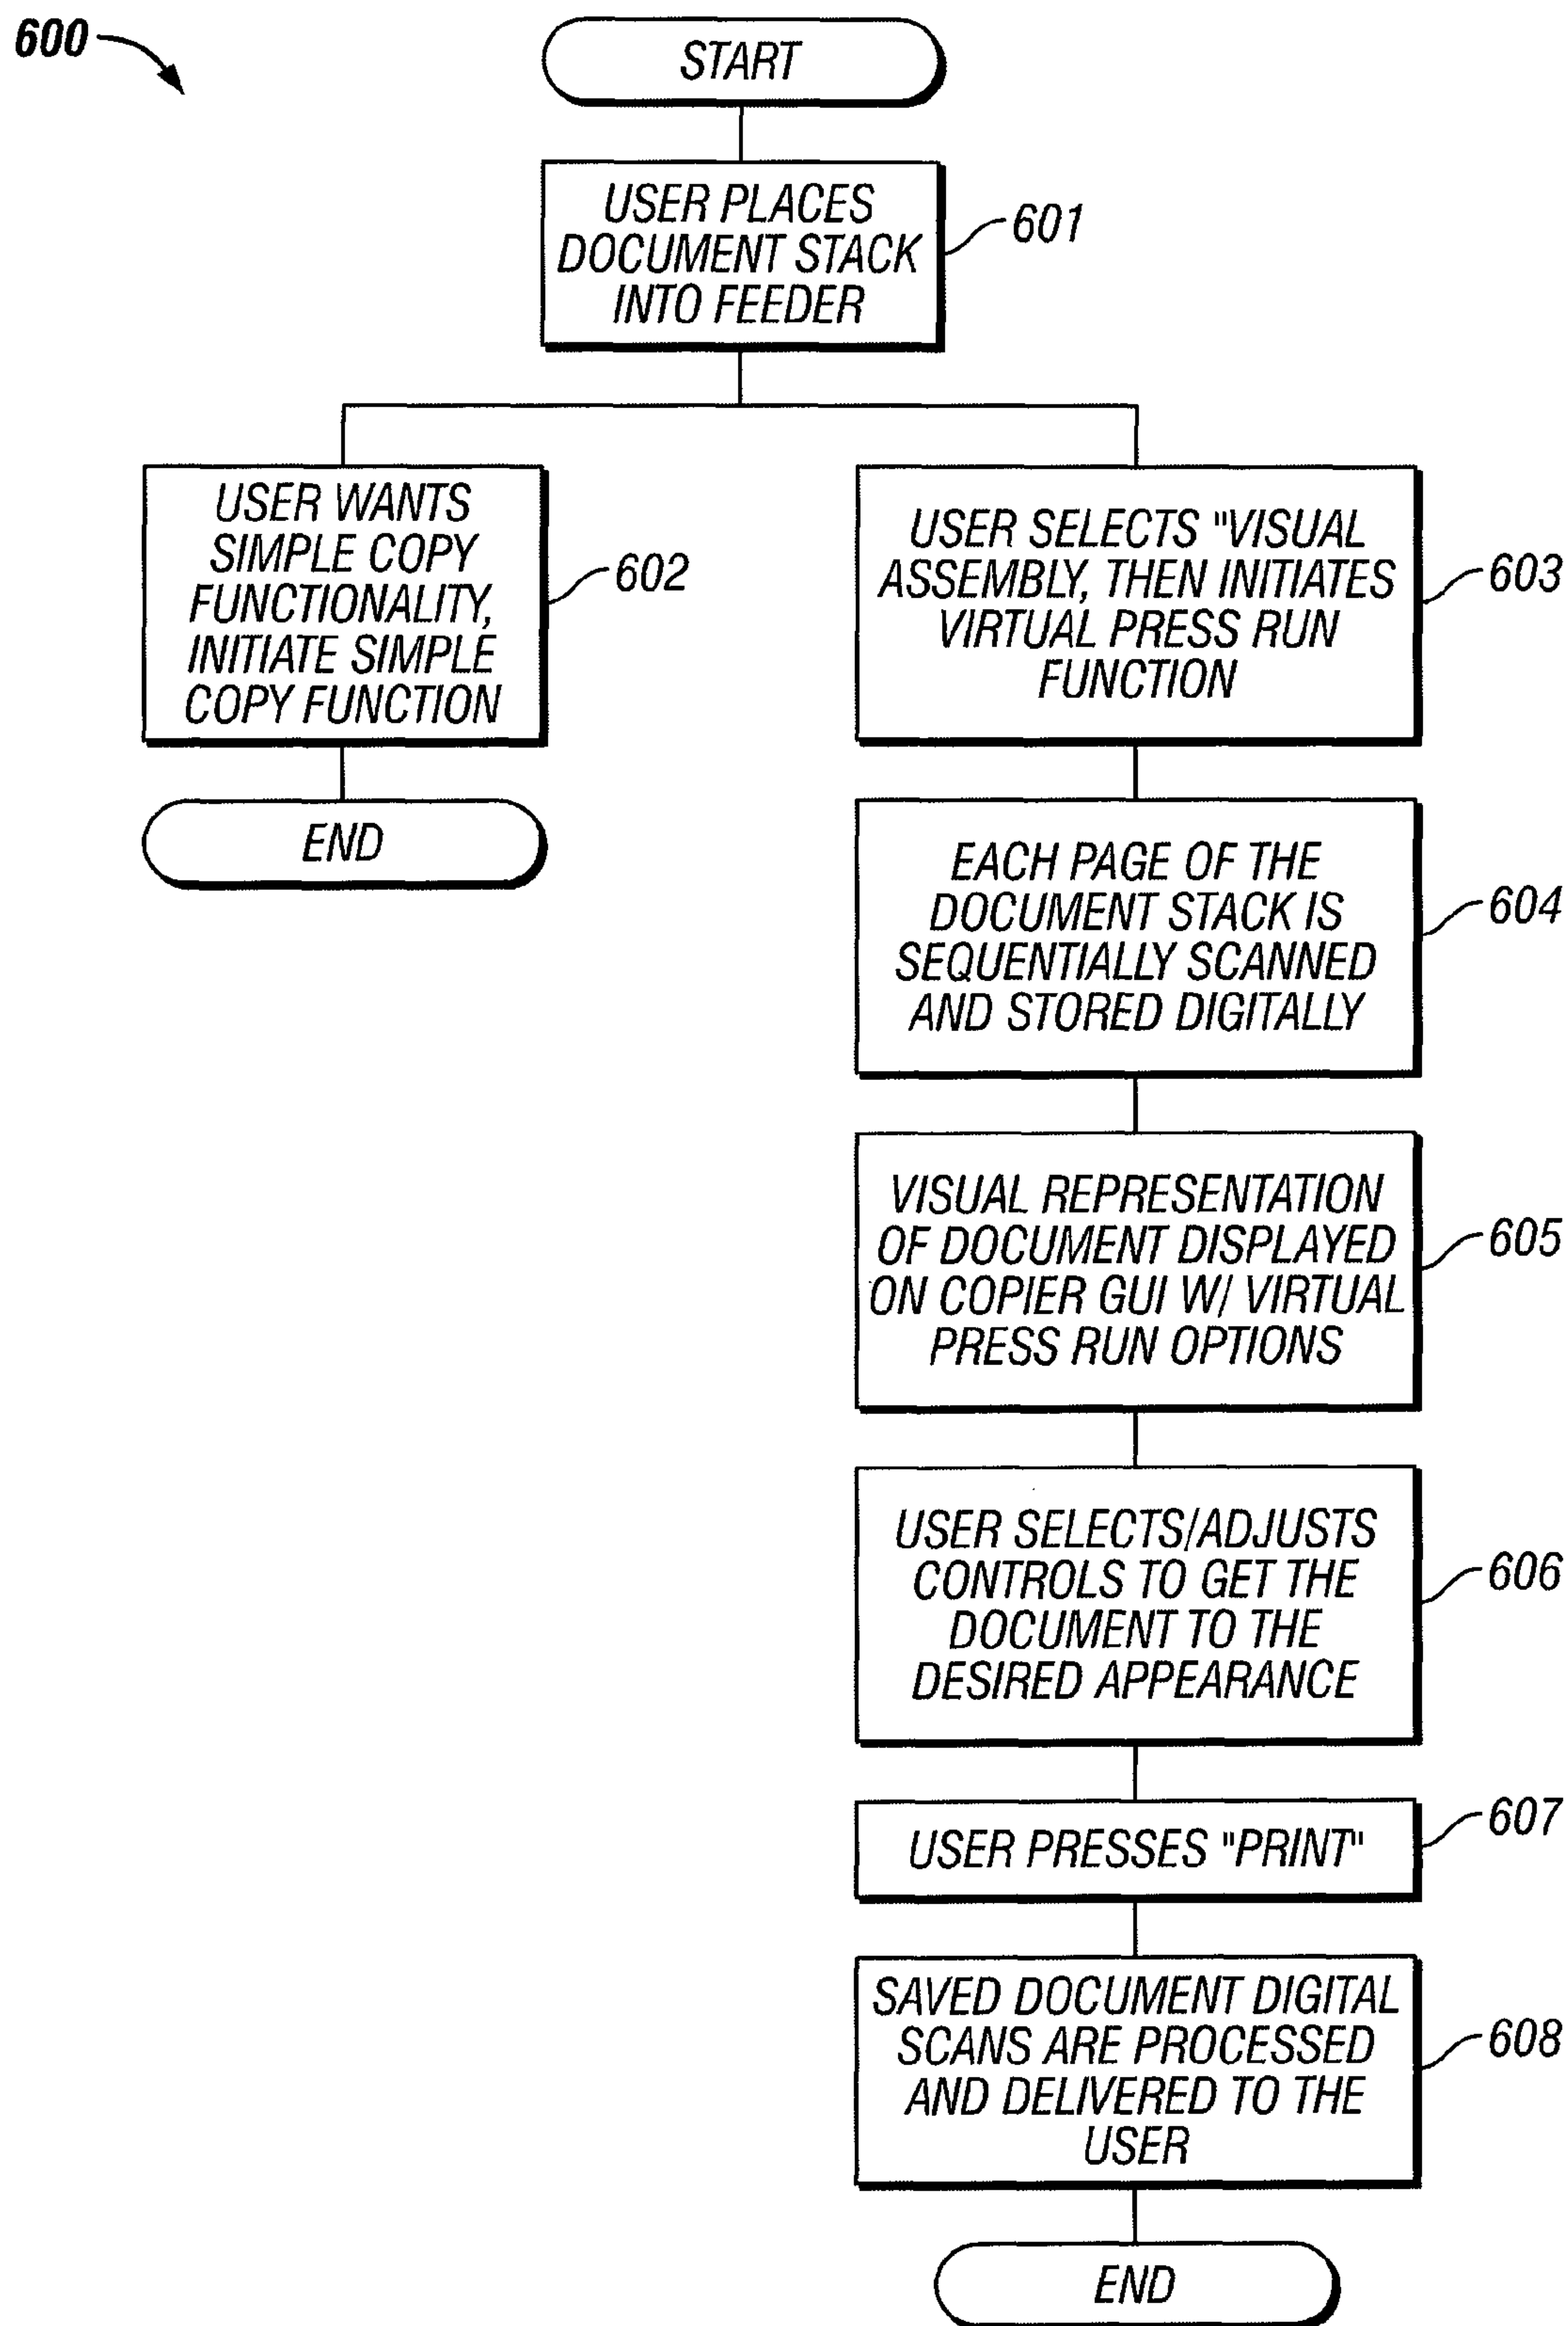 600
START
USER PLACES
DOCUMENT STACK
INTO FEEDER
601
USER WANTS
SIMPLE COPY
FUNCTIONALITY,
INITIATE SIMPLE
COPY FUNCTION
602
END
USER SELECTS "VISUAL
ASSEMBLY, THEN INITIATES
VIRTUAL PRESS RUN
FUNCTION
603
EACH PAGE OF THE
DOCUMENT STACK IS
SEQUENTIALLY SCANNED
AND STORED DIGITALLY
604
VISUAL REPRESENTATION
OF DOCUMENT DISPLAYED
ON COPIER GUI W/ VIRTUAL
PRESS RUN OPTIONS
605
USER SELECTS/ADJUSTS
CONTROLS TO GET THE
DOCUMENT TO THE
DESIRED APPEARANCE
606
USER PRESSES "PRINT"
607
SAVED DOCUMENT DIGITAL
SCANS ARE PROCESSED
AND DELIVERED TO THE
USER
608
END